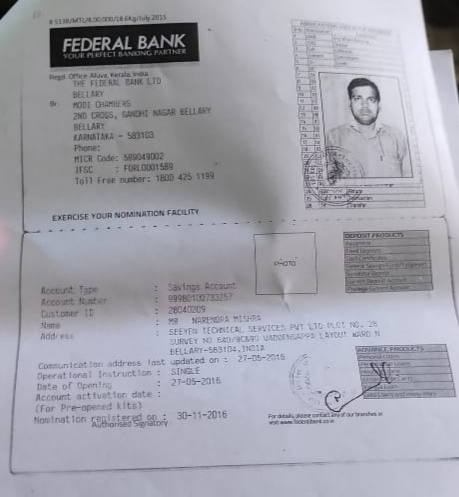 8 5138/MTL/8,00,000/18.6Kg/July.2015
FEDERAL BANK
YOUR PERFECT BANKING PARTNER
Regd. Office Aluva, Kerala, India
THE FEDERAL BANK LTD
BELLARY
Br: MODI CHAMBERS
2ND CROSS, GANDHI NAGAR BELLARY
BELLARY
KARNATAKA - 583103
Phone:
MICR Code: 589049002
IFSC : FDRL0001589
Toll Free number: 1800 425 1199
EXERCISE YOUR NOMINATION FACILITY
PHOTO
DEPOSIT PRODUCTS
Account Type : Savings Account
Account Number : 99980100733257
Customer ID : 28040209
Name : MR NARENDRA MISHRA
Address : SEEYEN TECHNICAL SERVICES PVT LTD PLOT NO. 28
SURVEY NO LAYOUT WARD N
BELLARY-583104, INDIA
Communication address last updated on : 27-05-2016
Operational Instruction : SINGLE
Date of Opening : 27-05-2016
Account activation date :
(For Pre-opened kits)
Nomination registered on : 30-11-2016
Authorised Signatory
For details, please contact any of our branches or
visit www.federalbank.co.in